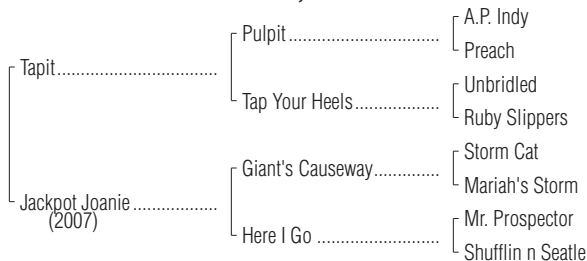 A.P. Indy
Pulpit
Preach
Tapit
Unbridled
Tap Your Heels
Ruby Slippers
Storm Cat
Giant's Causeway
Mariah's Storm
Jackpot Joanie
(2007)
Mr. Prospector
Here I Go
Shufflin n Seatle